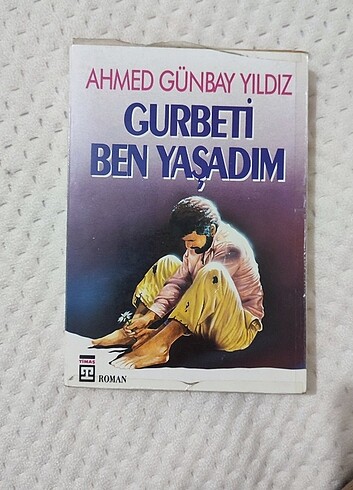 AHMED GÜNBAY YILDIZ
GURBETİ
BEN YAŞADIM
TİMAŞ
ROMAN